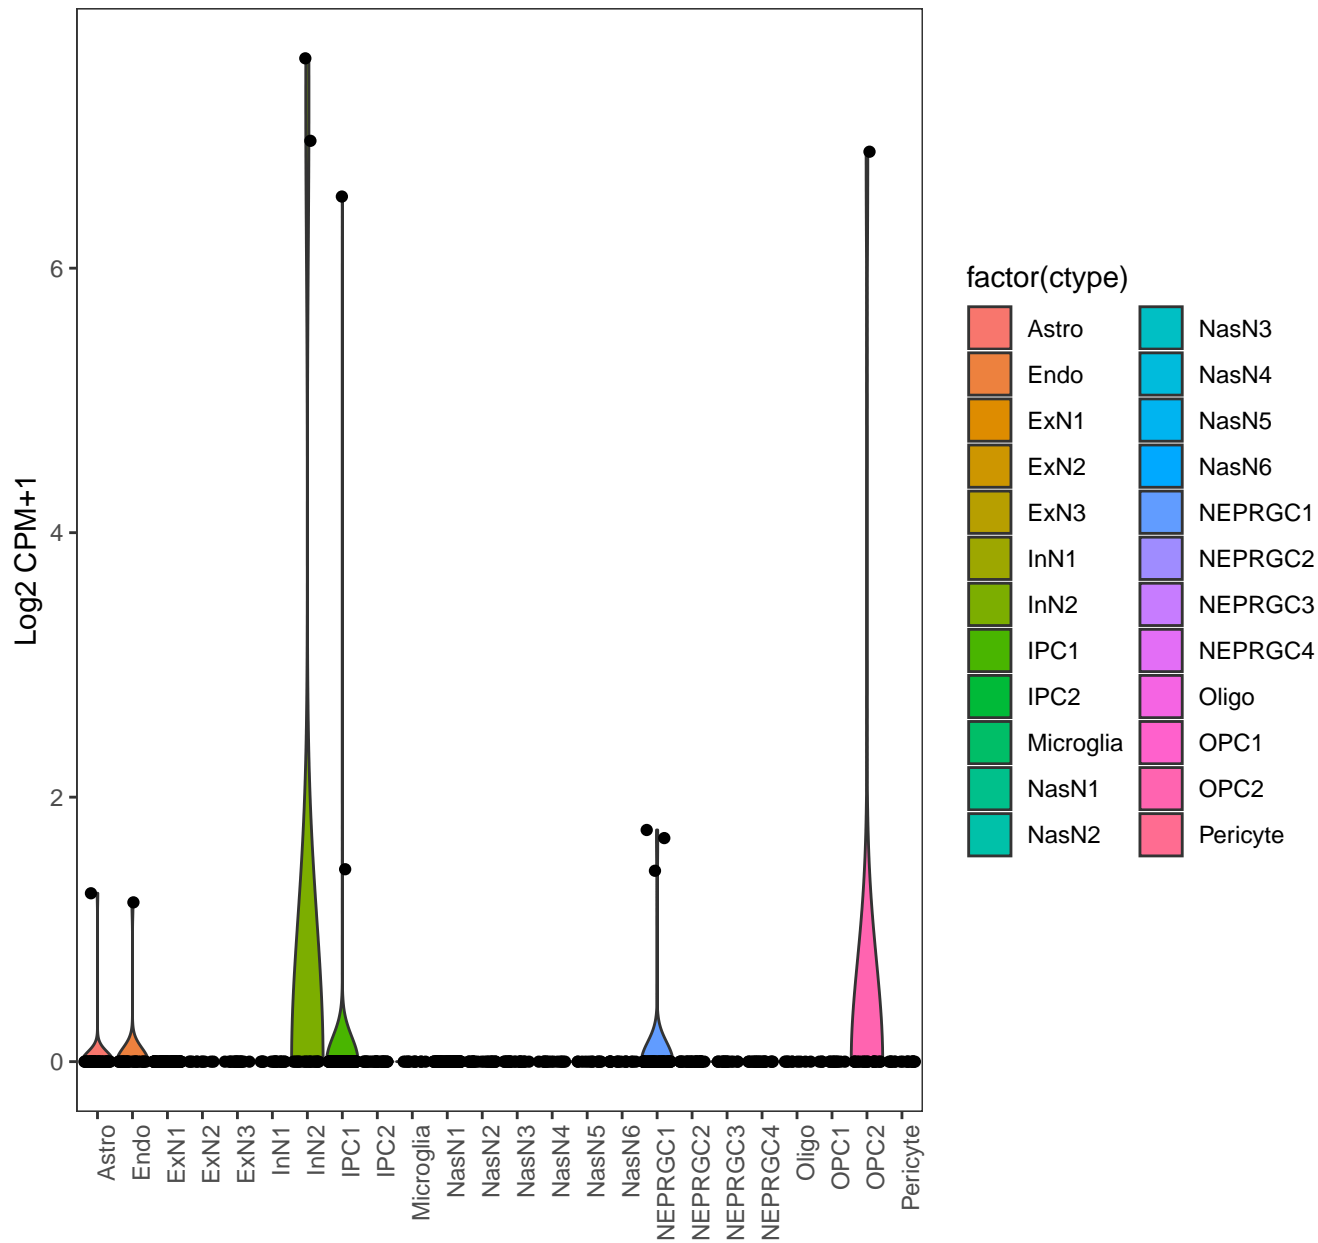 Log2 CPM+1
6
4
2
0
Astro
Endo
ExN1
ExN2
ExN3
InN1
InN2
IPC1
IPC2
Microglia
NasN1
NasN2
NasN3
NasN4
NasN5
NasN6
NEPRGC1
NEPRGC2
NEPRGC3
NEPRGC4
Oligo
OPC1
OPC2
Pericyte
factor(ctype)
Astro
Endo
ExN1
ExN2
ExN3
InN1
InN2
IPC1
IPC2
Microglia
NasN1
NasN2
NasN3
NasN4
NasN5
NasN6
NEPRGC1
NEPRGC2
NEPRGC3
NEPRGC4
Oligo
OPC1
OPC2
Pericyte